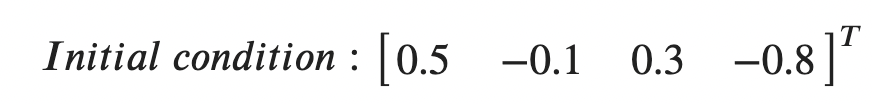 Initial condition : [0.5 −0.1 0.3 −0.8]^T